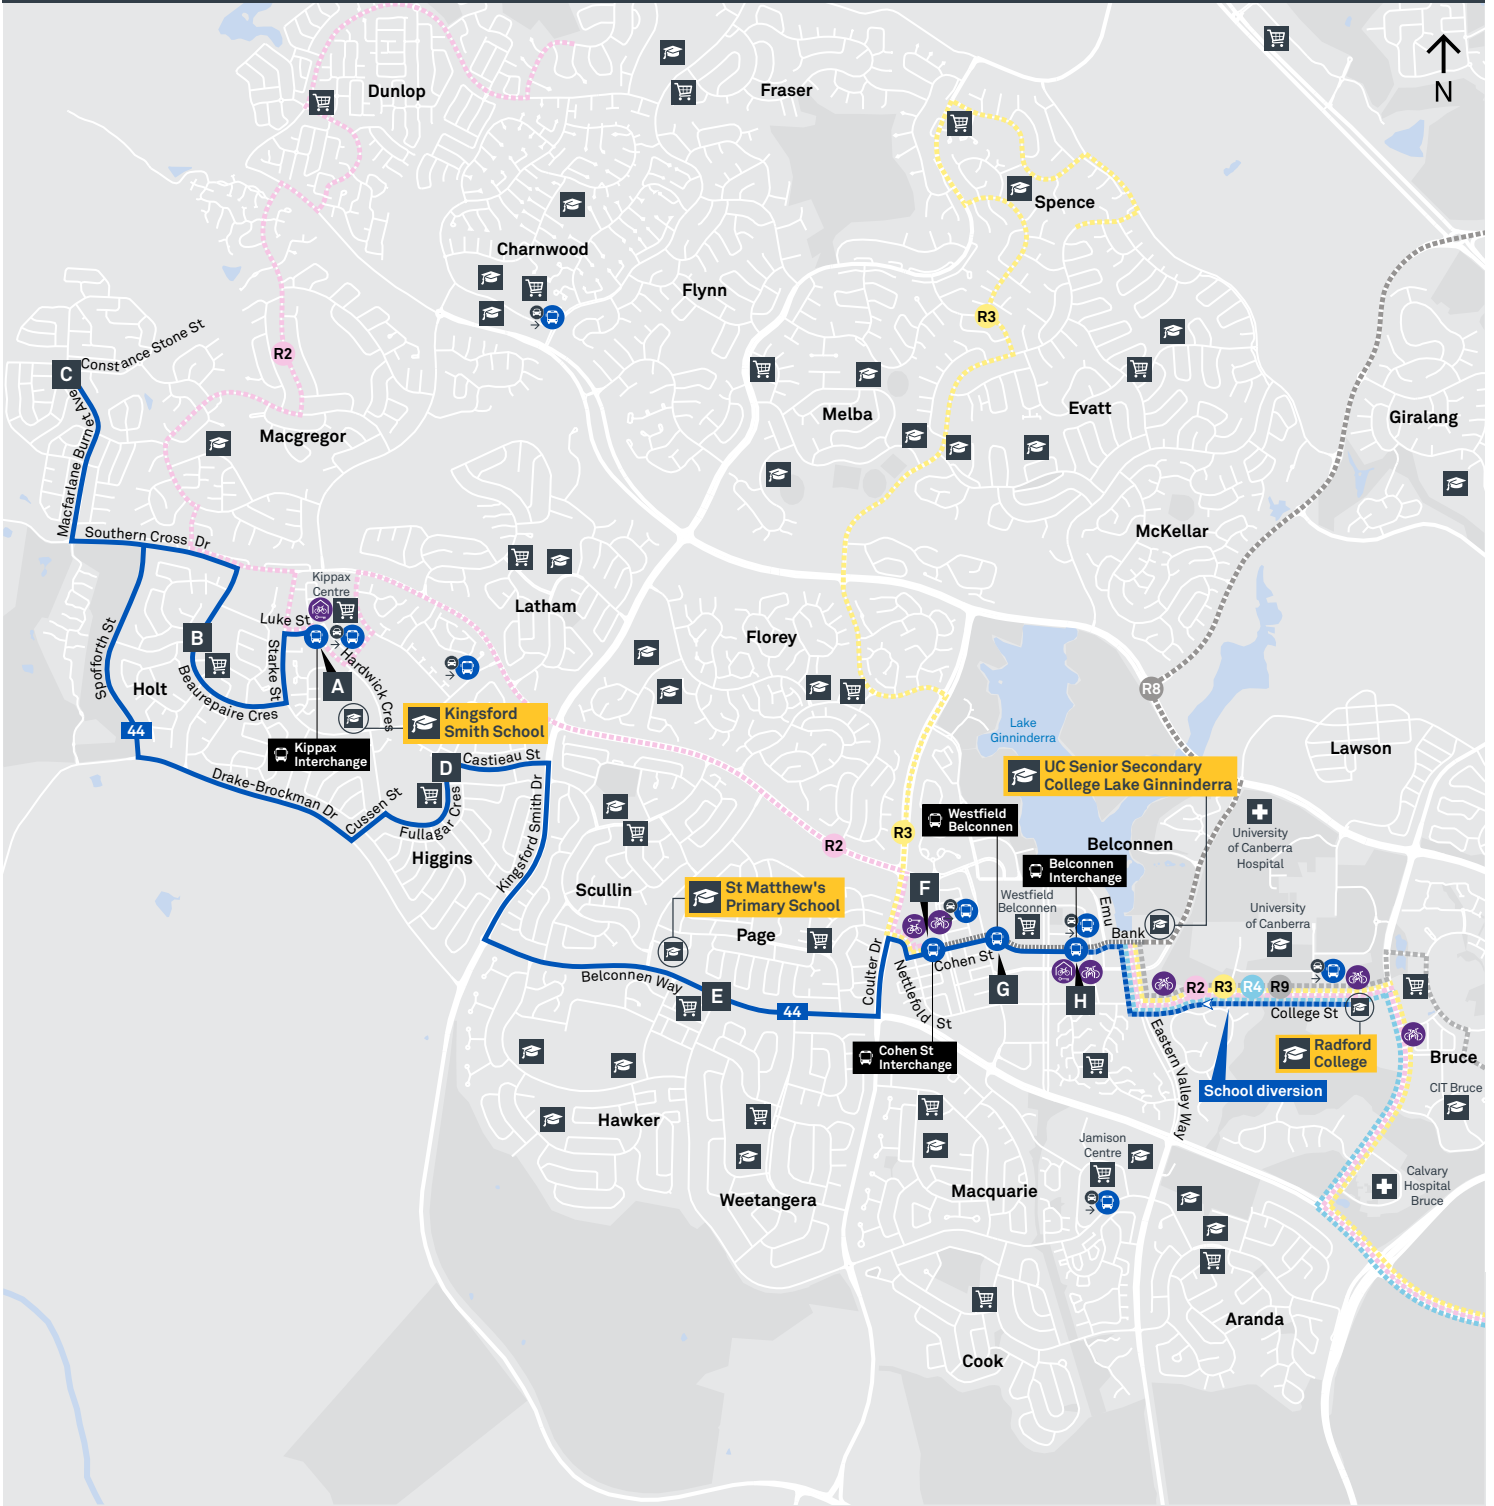 N
Dunlop
Fraser
Spence
Charnwood
Flynn
R3
Constance Stone St
C
R2
Macfarlane Burnet Ave
Macgregor
Melba
Evatt
Giralang
McKellar
Southern Cross Dr
Kippax
Centre
Latham
Luke St
B
Florey
Spofforth St
Starke St
Hardwick Cres
A
Holt
Beaurepaire Cres
R8
Kingsford
Smith School
44
Lake
Ginninderra
Lawson
Kippax
Interchange
D
Castieau St
UC Senior Secondary
College Lake Ginninderra
Drake-Brockman Dr
Cussen St
Fullagar Cres
Kingsford Smith Dr
Westfield
Belconnen
R3
R2
University
of Canberra
Hospital
Belconnen
Higgins
Belconnen
Interchange
Scullin
St Matthew's
Primary School
F
Westfield
Belconnen
Emu
Bank
University
of Canberra
Page
Coulter Dr
Nettlefold St
Cohen St
Belconnen Way
E
G
H
R2
R3
R4
R9
44
College St
Cohen St
Interchange
Eastern Valley Way
Radford
College
Bruce
School diversion
CIT Bruce
Hawker
Jamison
Centre
Calvary
Hospital
Bruce
Weetangera
Macquarie
Aranda
Cook